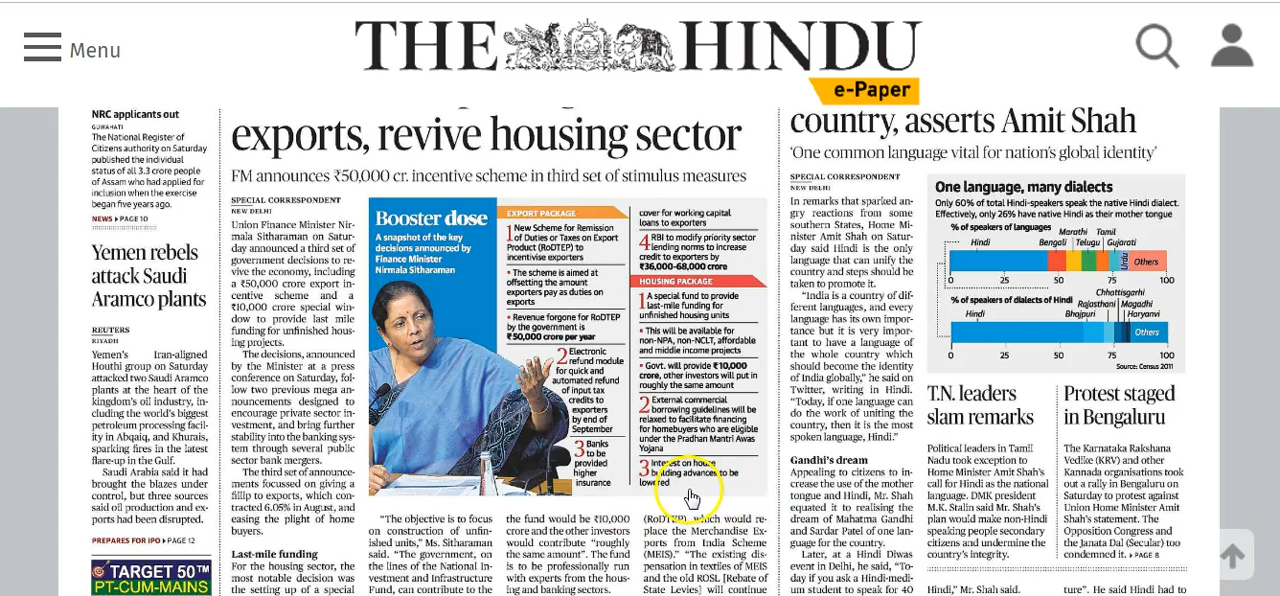 Menu
THE HINDU
e-Paper
NRC applicants out
GUWAHATI
The National Register of
Citizens authority on Saturday
published the individual
status of all 3.3 crore people
of Assam who had applied for
inclusion when the exercise
began five years ago.
NEWS ▸ PAGE 10
Yemen rebels
attack Saudi
Aramco plants
REUTERS
RIYADH
Yemen's Iran-aligned
Houthi group on Saturday
attacked two Saudi Aramco
plants at the heart of the
kingdom's oil industry, in-
cluding the world's biggest
petroleum processing facil-
ity in Abqaiq, and Khurais,
sparking fires in the latest
flare-up in the Gulf.
Saudi Arabia said it had
brought the blazes under
control, but three sources
said oil production and ex-
ports had been disrupted.
PREPARES FOR IPO ▸ PAGE 12
TARGET 50™
PT-CUM-MAINS
exports, revive housing sector
FM announces ₹50,000 cr. incentive scheme in third set of stimulus measures
SPECIAL CORRESPONDENT
NEW DELHI
Union Finance Minister Nir-
mala Sitharaman on Satur-
day announced a third set of
government decisions to re-
vive the economy, including
a ₹50,000 crore export in-
centive scheme and a
₹10,000 crore special win-
dow to provide last mile
funding for unfinished hous-
ing projects.
The decisions, announced
by the Minister at a press
conference on Saturday, fol-
low two previous mega an-
nouncements designed to
encourage private sector in-
vestment, and bring further
stability into the banking sys-
tem through several public
sector bank mergers.
The third set of announce-
ments focussed on giving a
fillip to exports, which con-
tracted 6.05% in August, and
easing the plight of home
buyers.
Last-mile funding
For the housing sector, the
most notable decision was
the setting up of a special
Booster dose
A snapshot of the key
decisions announced by
Finance Minister
Nirmala Sitharaman
EXPORT PACKAGE
1 New Scheme for Remission
of Duties or Taxes on Export
Product (RoDTEP) to
incentivise exporters
▪ The scheme is aimed at
offsetting the amount
exporters pay as duties on
exports
▪ Revenue forgone for RoDTEP
by the government is
₹50,000 crore per year
2 Electronic
refund module
for quick and
automated refund
of input tax
credits to
exporters
by end of
September
3 Banks
to be
provided
higher
insurance
cover for working capital
loans to exporters
4 RBI to modify priority sector
lending norms to increase
credit to exporters by
₹36,000-68,000 crore
HOUSING PACKAGE
1 A special fund to provide
last-mile funding for
unfinished housing units
▪ This will be available for
non-NPA, non-NCLT, affordable
and middle income projects
▪ Govt. will provide ₹10,000
crore, other investors will put in
roughly the same amount
2 External commercial
borrowing guidelines will be
relaxed to facilitate financing
for homebuyers who are eligible
under the Pradhan Mantri Awas
Yojana
3 Interest on house
building advances to be
lowered
"The objective is to focus
on construction of unfin-
ished units," Ms. Sitharaman
said. "The government, on
the lines of the National In-
vestment and Infrastructure
Fund, can contribute to the
the fund would be ₹10,000
crore and the other investors
would contribute "roughly
the same amount". The fund
is to be professionally run
with experts from the hous-
ing and banking sectors.
(RoDTEP) which would re-
place the Merchandise Ex-
ports from India Scheme
(MEIS)." "The existing dis-
pensation in textiles of MEIS
and the old ROSL [Rebate of
State Levies] will continue
country, asserts Amit Shah
'One common language vital for nation's global identity'
SPECIAL CORRESPONDENT
NEW DELHI
In remarks that sparked an-
gry reactions from some
southern States, Home Mi-
nister Amit Shah on Satur-
day said Hindi is the only
language that can unify the
country and steps should be
taken to promote it.
"India is a country of dif-
ferent languages, and every
language has its own impor-
tance but it is very impor-
tant to have a language of
the whole country which
should become the identity
of India globally," he said on
Twitter, writing in Hindi.
"Today, if one language can
do the work of uniting the
country, then it is the most
spoken language, Hindi."
Gandhi's dream
Appealing to citizens to in-
crease the use of the mother
tongue and Hindi, Mr. Shah
equated it to realising the
dream of Mahatma Gandhi
and Sardar Patel of one lan-
guage for the country.
Later, at a Hindi Diwas
event in Delhi, he said, "To-
day if you ask a Hindi-medi-
um student to speak for 40
One language, many dialects
Only 60% of total Hindi-speakers speak the native Hindi dialect.
Effectively, only 26% have native Hindi as their mother tongue
% of speakers of languages
Marathi Tamil
Hindi Bengali Telugu Gujarati
Urdu Others
0 25 50 75 100
% of speakers of dialects of Hindi
Chhattisgarhi
Rajasthani Magadhi
Hindi Bhojpuri Haryanvi
Others
0 25 50 75 100
Source: Census 2011
T.N. leaders
slam remarks
Political leaders in Tamil
Nadu took exception to
Home Minister Amit Shah's
call for Hindi as the national
language. DMK president
M.K. Stalin said Mr. Shah's
plan would make non-Hindi
speaking people secondary
citizens and undermine the
country's integrity.
Protest staged
in Bengaluru
The Karnataka Rakshana
Vedike (KRV) and other
Kannada organisations took
out a rally in Bengaluru on
Saturday to protest against
Union Home Minister Amit
Shah's statement. The
Opposition Congress and
the Janata Dal (Secular) too
condemned it. ▸ PAGE 8
Hindi," Mr. Shah said.
ture". He said Hindi had to